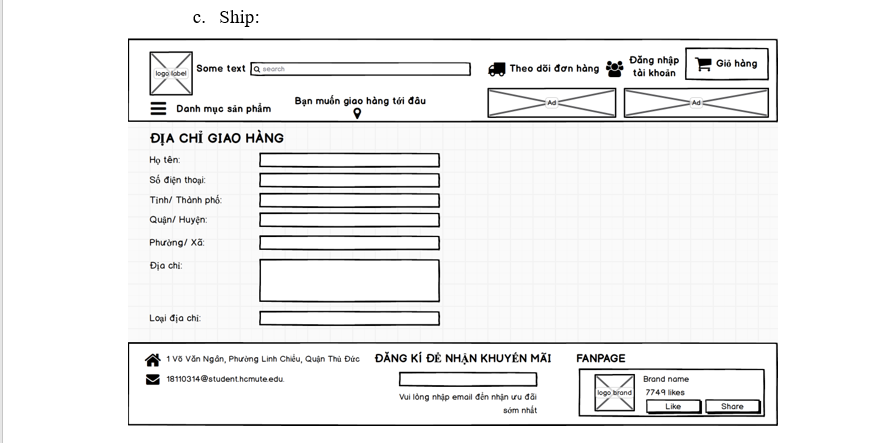 c. Ship:
logo label
Some text
search
Theo dõi đơn hàng
Đăng nhập
tài khoản
Giỏ hàng
Danh mục sản phẩm
Bạn muốn giao hàng tới đâu
Ad
Ad
ĐỊA CHỈ GIAO HÀNG
Họ tên:
Số điện thoại:
Tỉnh/ Thành phố:
Quận/ Huyện:
Phường/ Xã:
Địa chỉ:
Loại địa chỉ:
1 Võ Văn Ngân, Phường Linh Chiểu, Quận Thủ Đức
18110314@student.hcmute.edu.
ĐĂNG KÍ ĐỂ NHẬN KHUYẾN MÃI
Vui lòng nhập email đến nhận ưu đãi
sớm nhất
FANPAGE
logo brand
Brand name
7749 likes
Like
Share